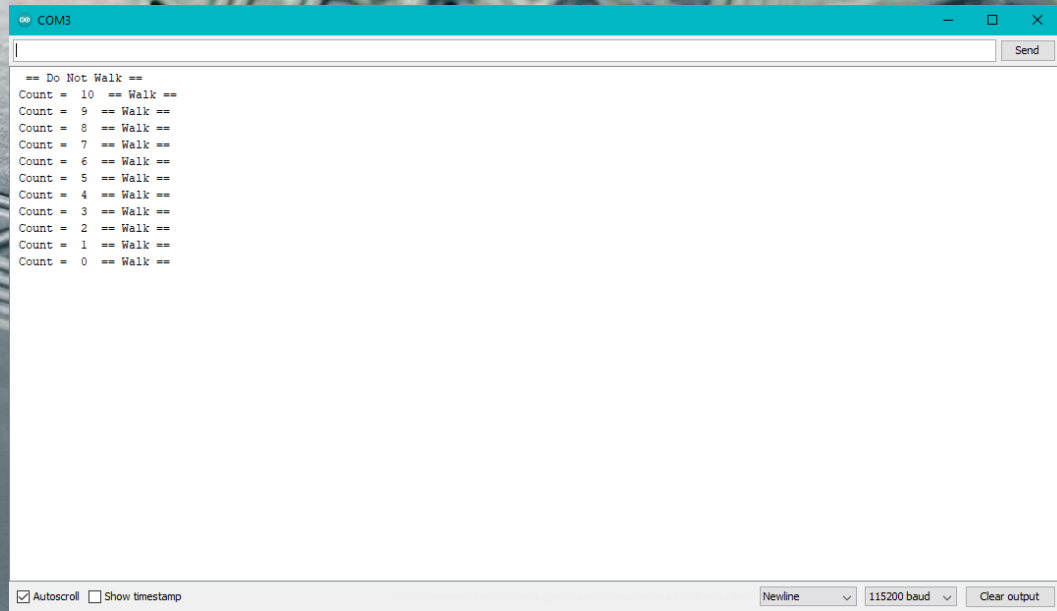 COM3
Send
== Do Not Walk ==
Count =  10  == Walk ==
Count =  9  == Walk ==
Count =  8  == Walk ==
Count =  7  == Walk ==
Count =  6  == Walk ==
Count =  5  == Walk ==
Count =  4  == Walk ==
Count =  3  == Walk ==
Count =  2  == Walk ==
Count =  1  == Walk ==
Count =  0  == Walk ==
Autoscroll Show timestamp Newline 115200 baud Clear output